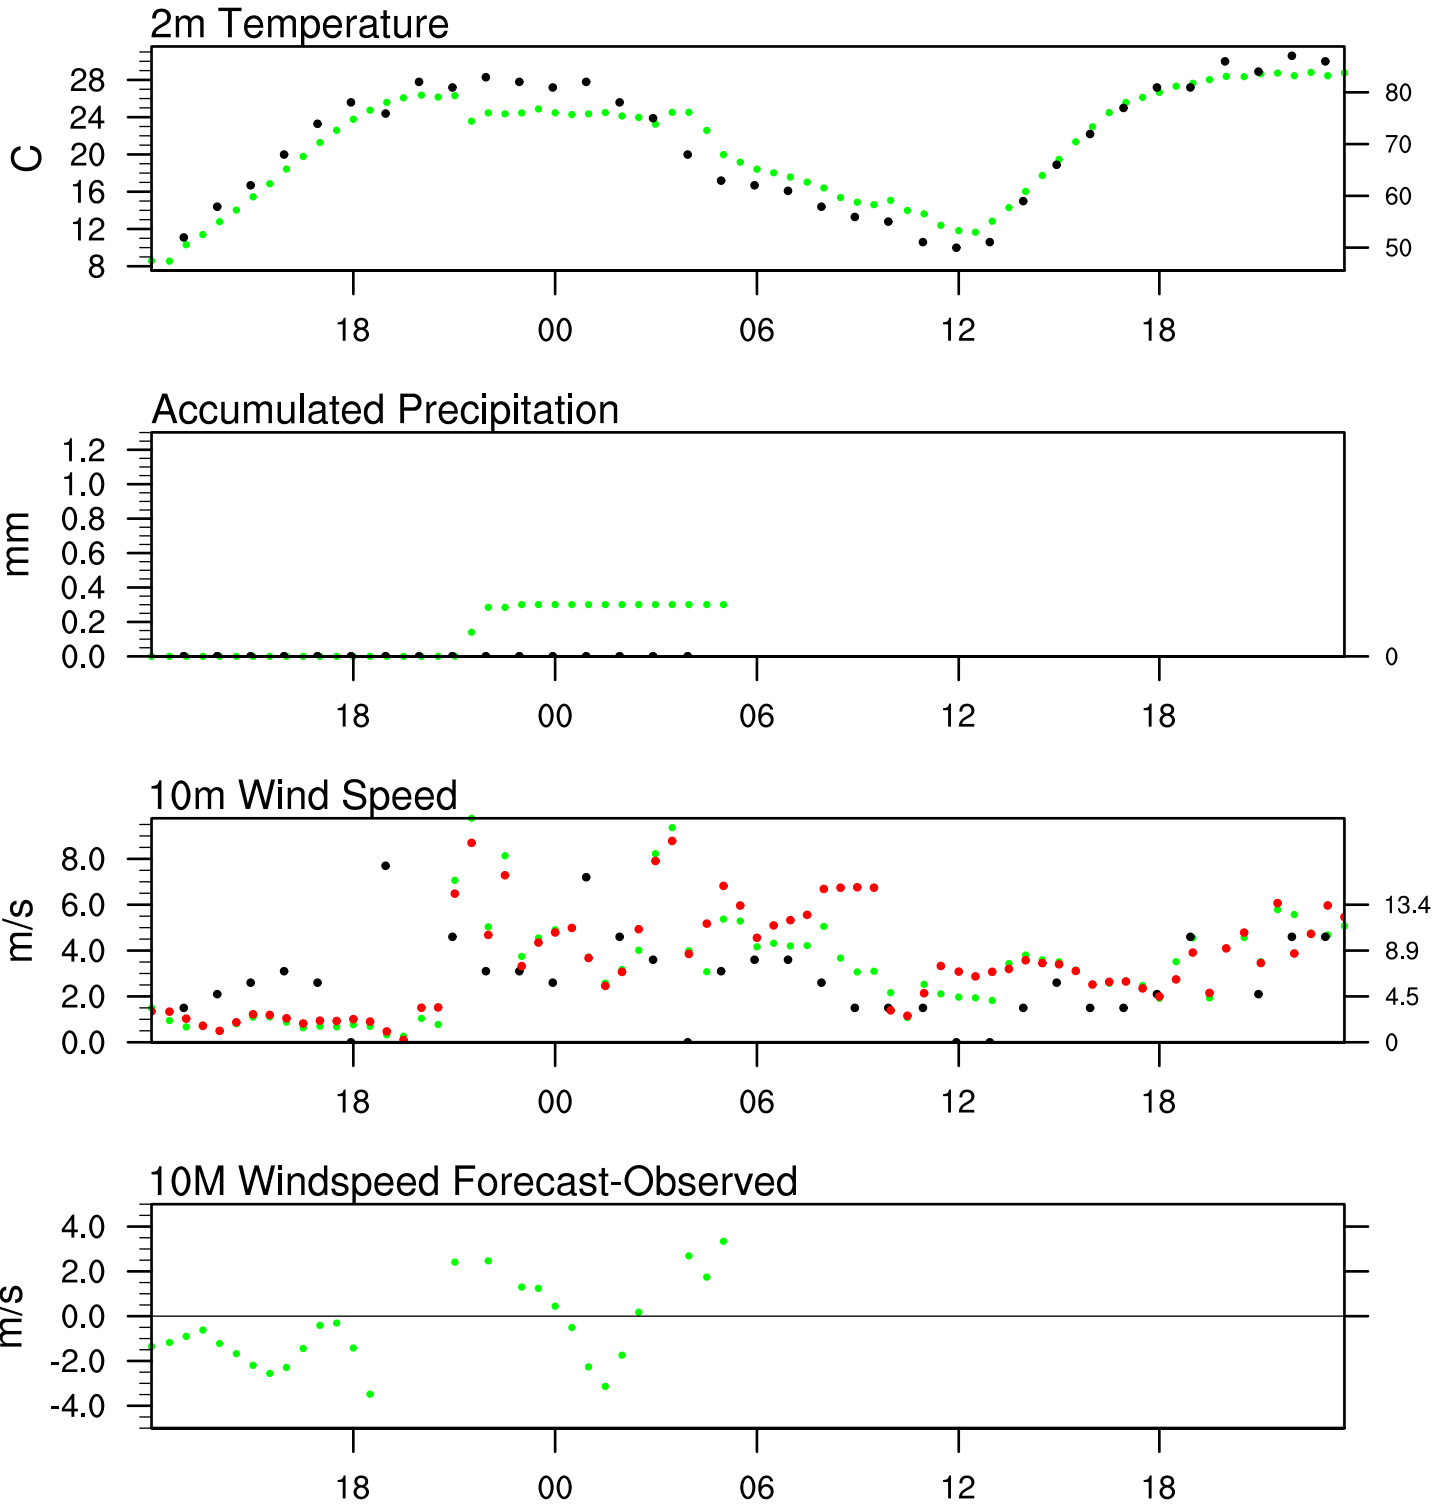 2m Temperature
C
28
24
20
16
12
8
80
70
60
50
18 00 06 12 18
Accumulated Precipitation
mm
1.2
1.0
0.8
0.6
0.4
0.2
0.0
0
18 00 06 12 18
10m Wind Speed
m/s
8.0
6.0
4.0
2.0
0.0
13.4
8.9
4.5
0
18 00 06 12 18
10M Windspeed Forecast-Observed
m/s
4.0
2.0
0.0
-2.0
-4.0
18 00 06 12 18